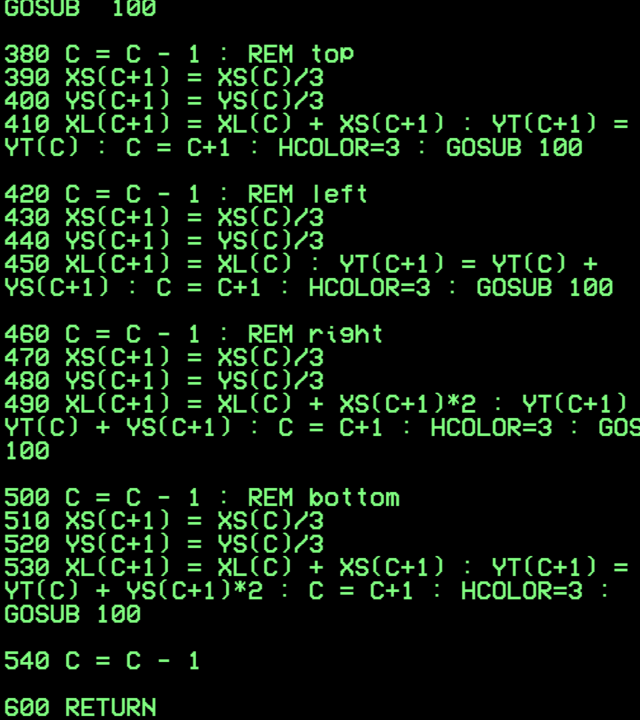 GOSUB  100
380 C = C - 1 : REM top
390 XS(C+1) = XS(C)/3
400 YS(C+1) = YS(C)/3
410 XL(C+1) = XL(C) + XS(C+1) : YT(C+1) =
YT(C) : C = C+1 : HCOLOR=3 : GOSUB 100
420 C = C - 1 : REM left
430 XS(C+1) = XS(C)/3
440 YS(C+1) = YS(C)/3
450 XL(C+1) = XL(C) : YT(C+1) = YT(C) +
YS(C+1) : C = C+1 : HCOLOR=3 : GOSUB 100
460 C = C - 1 : REM right
470 XS(C+1) = XS(C)/3
480 YS(C+1) = YS(C)/3
490 XL(C+1) = XL(C) + XS(C+1)*2 : YT(C+1)
YT(C) + YS(C+1) : C = C+1 : HCOLOR=3 : GOS
100
500 C = C - 1 : REM bottom
510 XS(C+1) = XS(C)/3
520 YS(C+1) = YS(C)/3
530 XL(C+1) = XL(C) + XS(C+1) : YT(C+1) =
YT(C) + YS(C+1)*2 : C = C+1 : HCOLOR=3 :
GOSUB 100
540 C = C - 1
600 RETURN